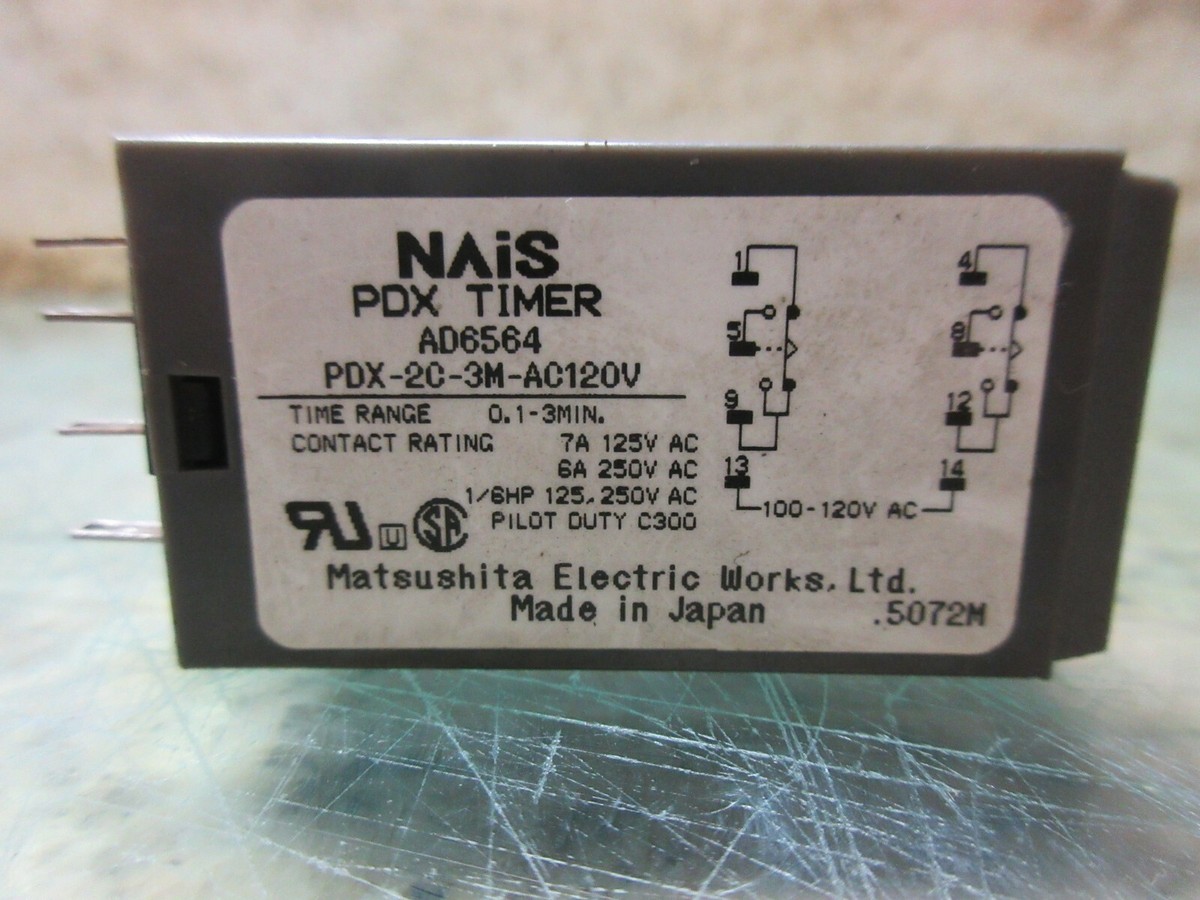 NAiS
PDX TIMER
AD6564
PDX-2C-3M-AC120V
TIME RANGE 0.1-3MIN.
CONTACT RATING 7A 125V AC
6A 250V AC
1/6HP 125, 250V AC
PILOT DUTY C300
RU U SA
Matsushita Electric Works, Ltd.
Made in Japan .5072M
1 4
5 8
9 12
13 14
100-120V AC